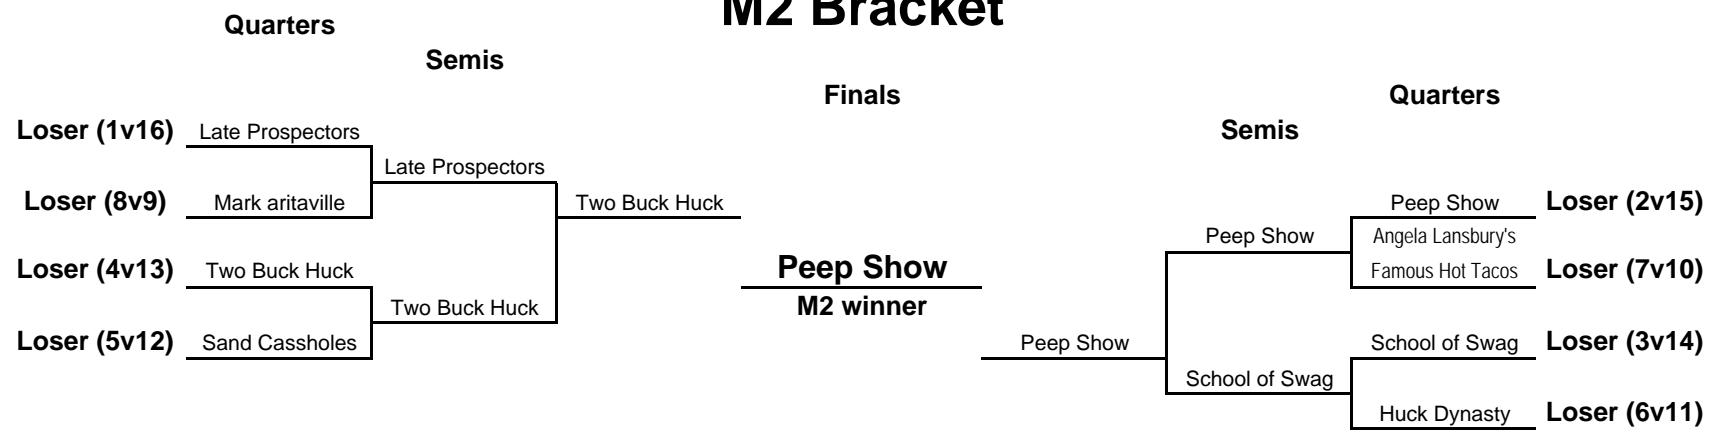 M2 Bracket
Quarters
Semis
Finals
Quarters
Semis
Loser (1v16) Late Prospectors
Late Prospectors
Loser (8v9) Mark aritaville
Two Buck Huck
Loser (4v13) Two Buck Huck
Two Buck Huck
Loser (5v12) Sand Cassholes
Peep Show
M2 winner
Peep Show Loser (2v15)
Peep Show
Angela Lansbury's
Famous Hot Tacos Loser (7v10)
Peep Show
School of Swag Loser (3v14)
School of Swag
Huck Dynasty Loser (6v11)